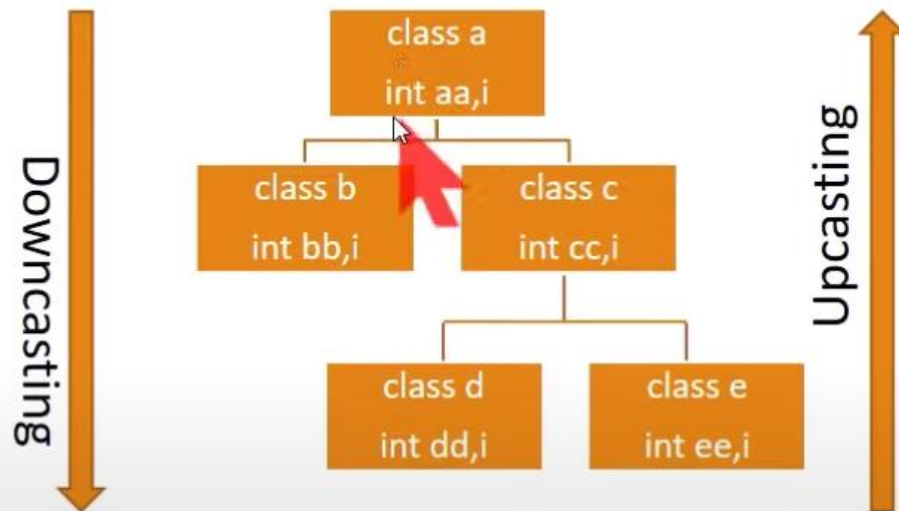 Downcasting
class a
int aa,i
class b
int bb,i
class c
int cc,i
class d
int dd,i
class e
int ee,i
Upcasting